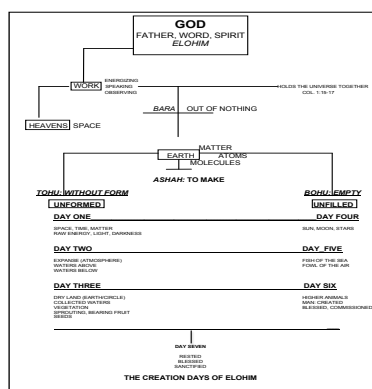 GOD
FATHER, WORD, SPIRIT
ELOHIM
WORK
ENERGIZING
SPEAKING
OBSERVING
HOLDS THE UNIVERSE TOGETHER
COL. 1:16-17
BARA OUT OF NOTHING
HEAVENS SPACE
MATTER
EARTH ATOMS
MOLECULES
ASHAH: TO MAKE
TOHU: WITHOUT FORM
BOHU: EMPTY
UNFORMED
UNFILLED
DAY ONE
DAY FOUR
SPACE, TIME, MATTER
RAW ENERGY, LIGHT, DARKNESS
SUN, MOON, STARS
DAY TWO
DAY_FIVE
EXPANSE (ATMOSPHERE)
WATERS ABOVE
WATERS BELOW
FISH OF THE SEA
FOWL OF THE AIR
DAY THREE
DAY SIX
DRY LAND (EARTH/CIRCLE)
COLLECTED WATERS
VEGETATION
SPROUTING, BEARING FRUIT
SEEDS
HIGHER ANIMALS
MAN: CREATED
BLESSED, COMMISSIONED
DAY SEVEN
RESTED
BLESSED
SANCTIFIED
THE CREATION DAYS OF ELOHIM